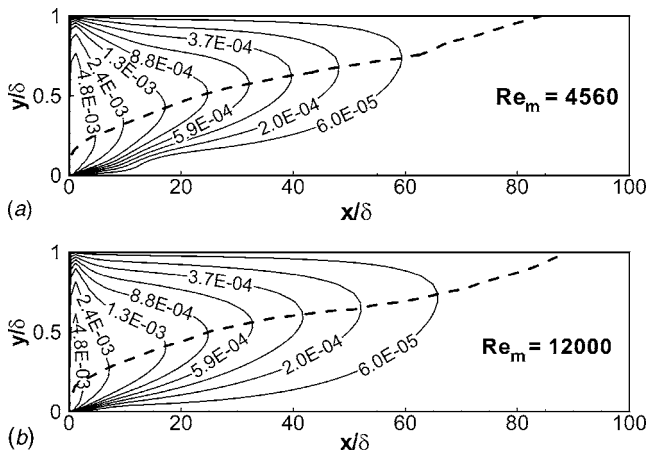 1
y/δ
0.5
0
4.8E-03
2.4E-03
1.3E-03
8.8E-04
3.7E-04
5.9E-04
2.0E-04
6.0E-05
Re_m = 4560
0 20 40 60 80 100
x/δ
(a)
1
y/δ
0.5
0
4.8E-03
2.4E-03
1.3E-03
8.8E-04
3.7E-04
5.9E-04
2.0E-04
6.0E-05
Re_m = 12000
0 20 40 60 80 100
x/δ
(b)